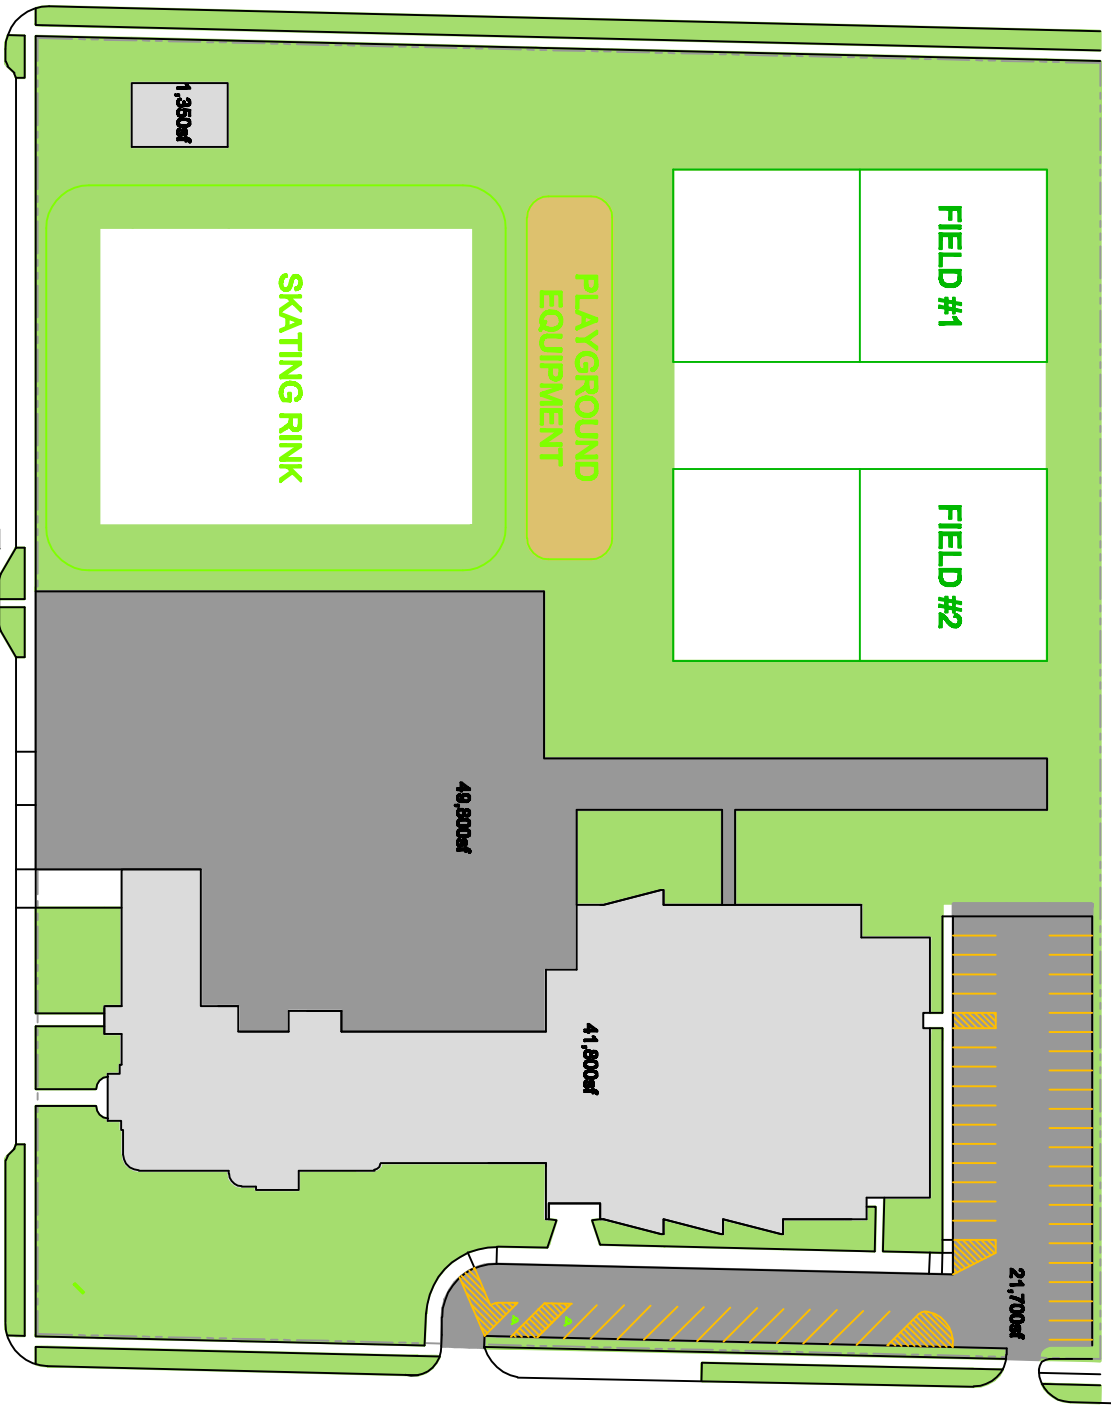 1,350sf
FIELD #1
SKATING RINK
PLAYGROUND
EQUIPMENT
FIELD #2
49,800sf
41,800sf
21,700sf